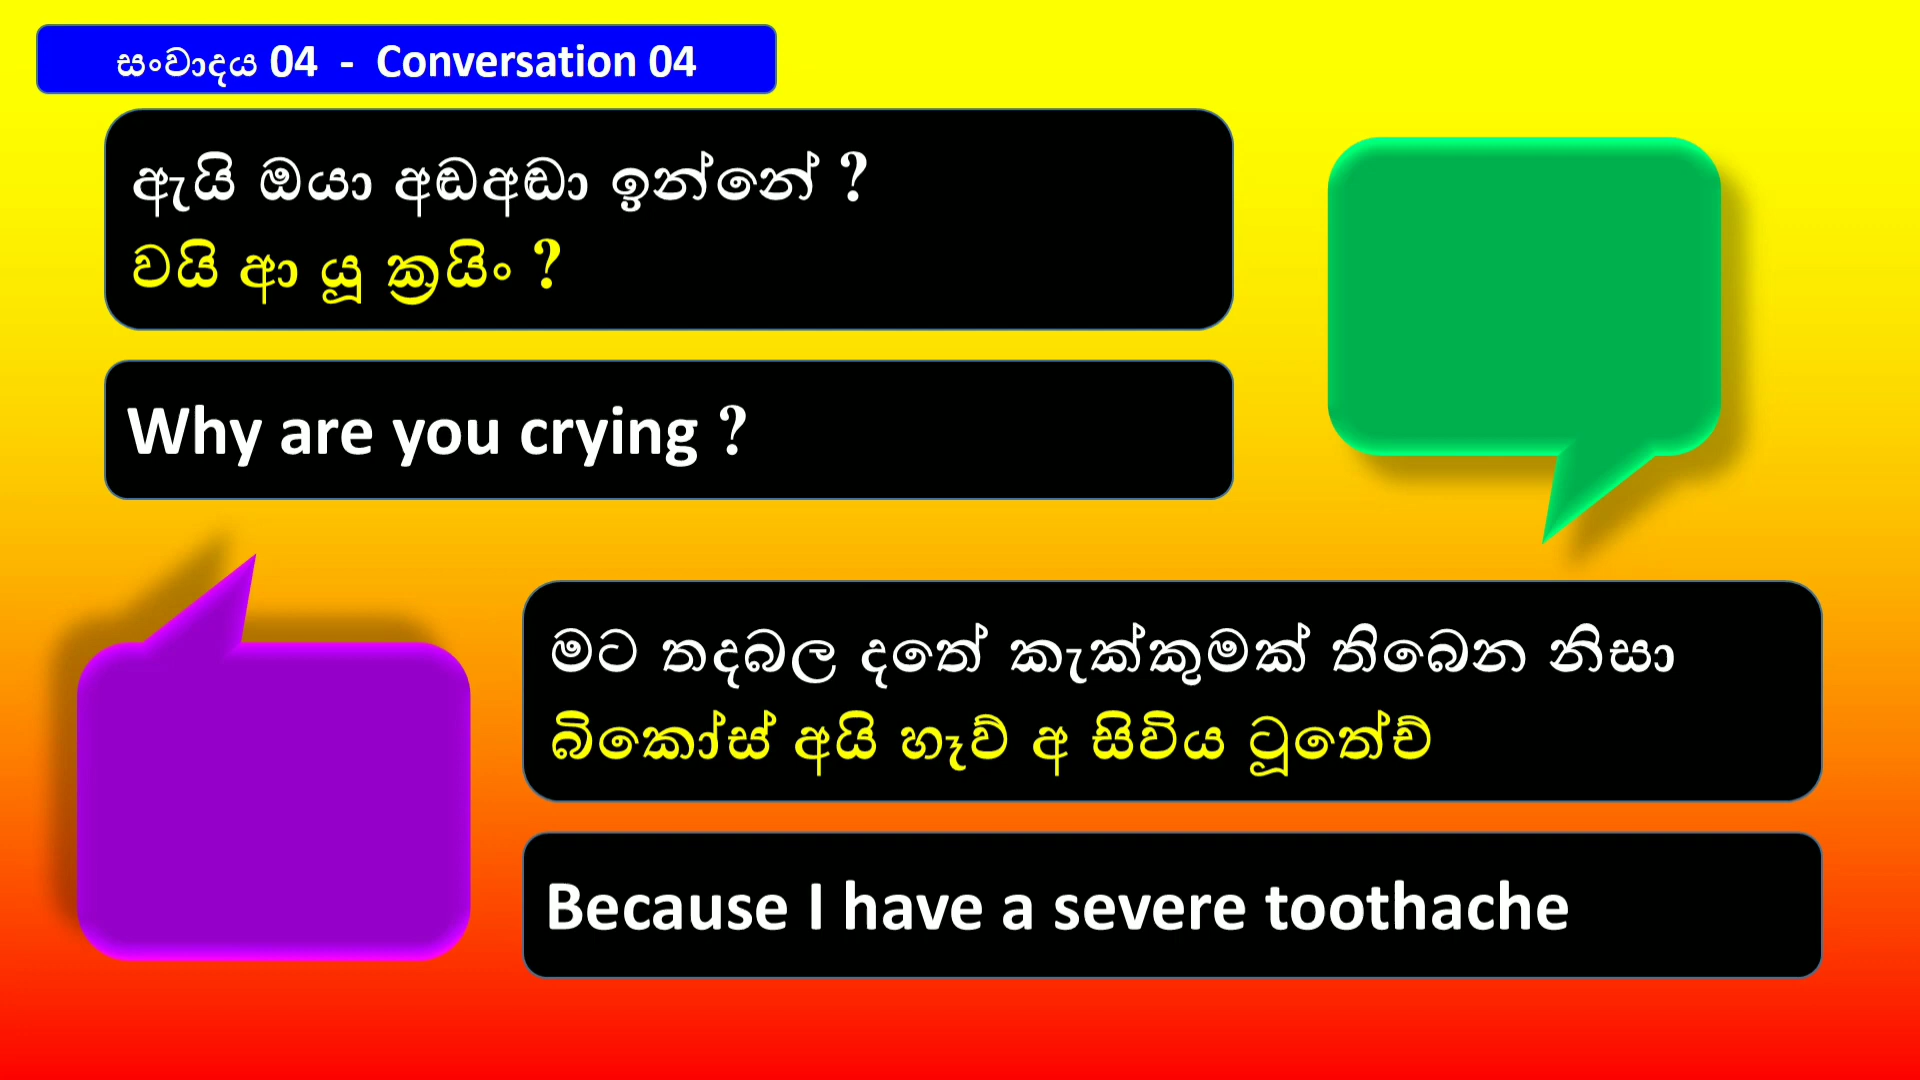 සංවාදය 04 - Conversation 04
ඇයි ඔයා අඬඅඬා ඉන්නේ ?
වයි ආ යූ ක්‍රයිං ?
Why are you crying ?
මට තදබල දතේ කැක්කුමක් තිබෙන නිසා
බිකෝස් අයි හැව් අ සිවිය ටූතේච්
Because I have a severe toothache